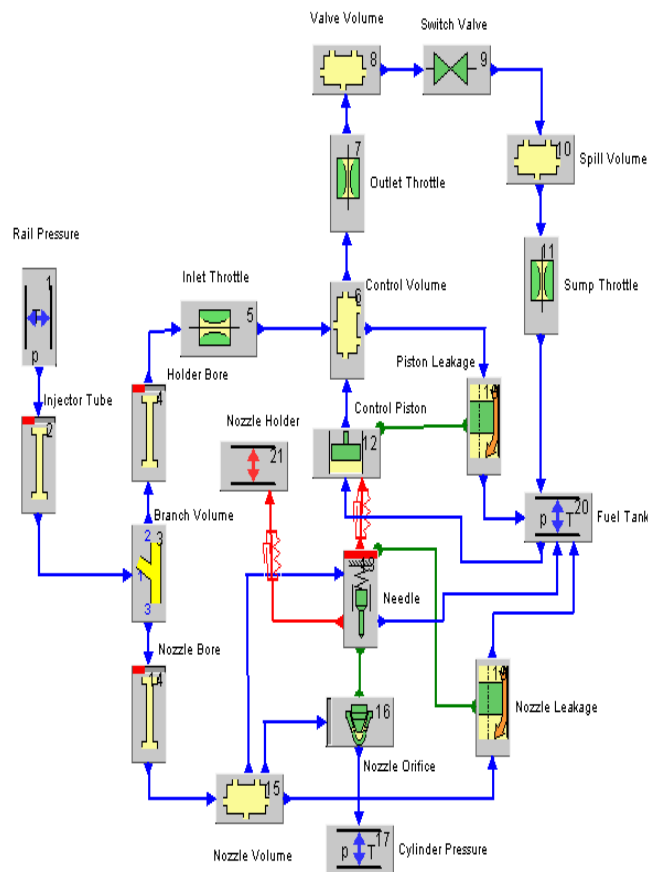 Valve Volume
Switch Valve
8
9
7
Outlet Throttle
10
Spill Volume
Rail Pressure
1
T
p
Inlet Throttle
5
Control Volume
6
11
Sump Throttle
Holder Bore
4
Injector Tube
2
Piston Leakage
Nozzle Holder
21
Control Piston
12
Branch Volume
2
3
1
3
p T
20
Fuel Tank
Needle
Nozzle Bore
14
16
Nozzle Leakage
Nozzle Orifice
15
Nozzle Volume
17
p T
Cylinder Pressure